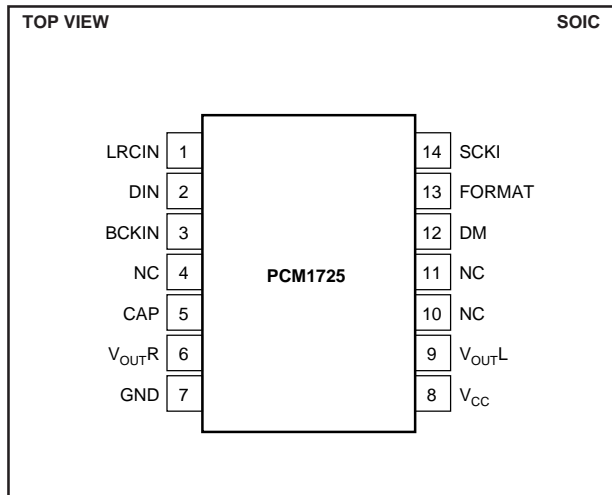 TOP VIEW SOIC
LRCIN 1 14 SCKI
DIN 2 13 FORMAT
BCKIN 3 12 DM
NC 4 11 NC
PCM1725
CAP 5 10 NC
VOUTR 6 9 VOUTL
GND 7 8 VCC